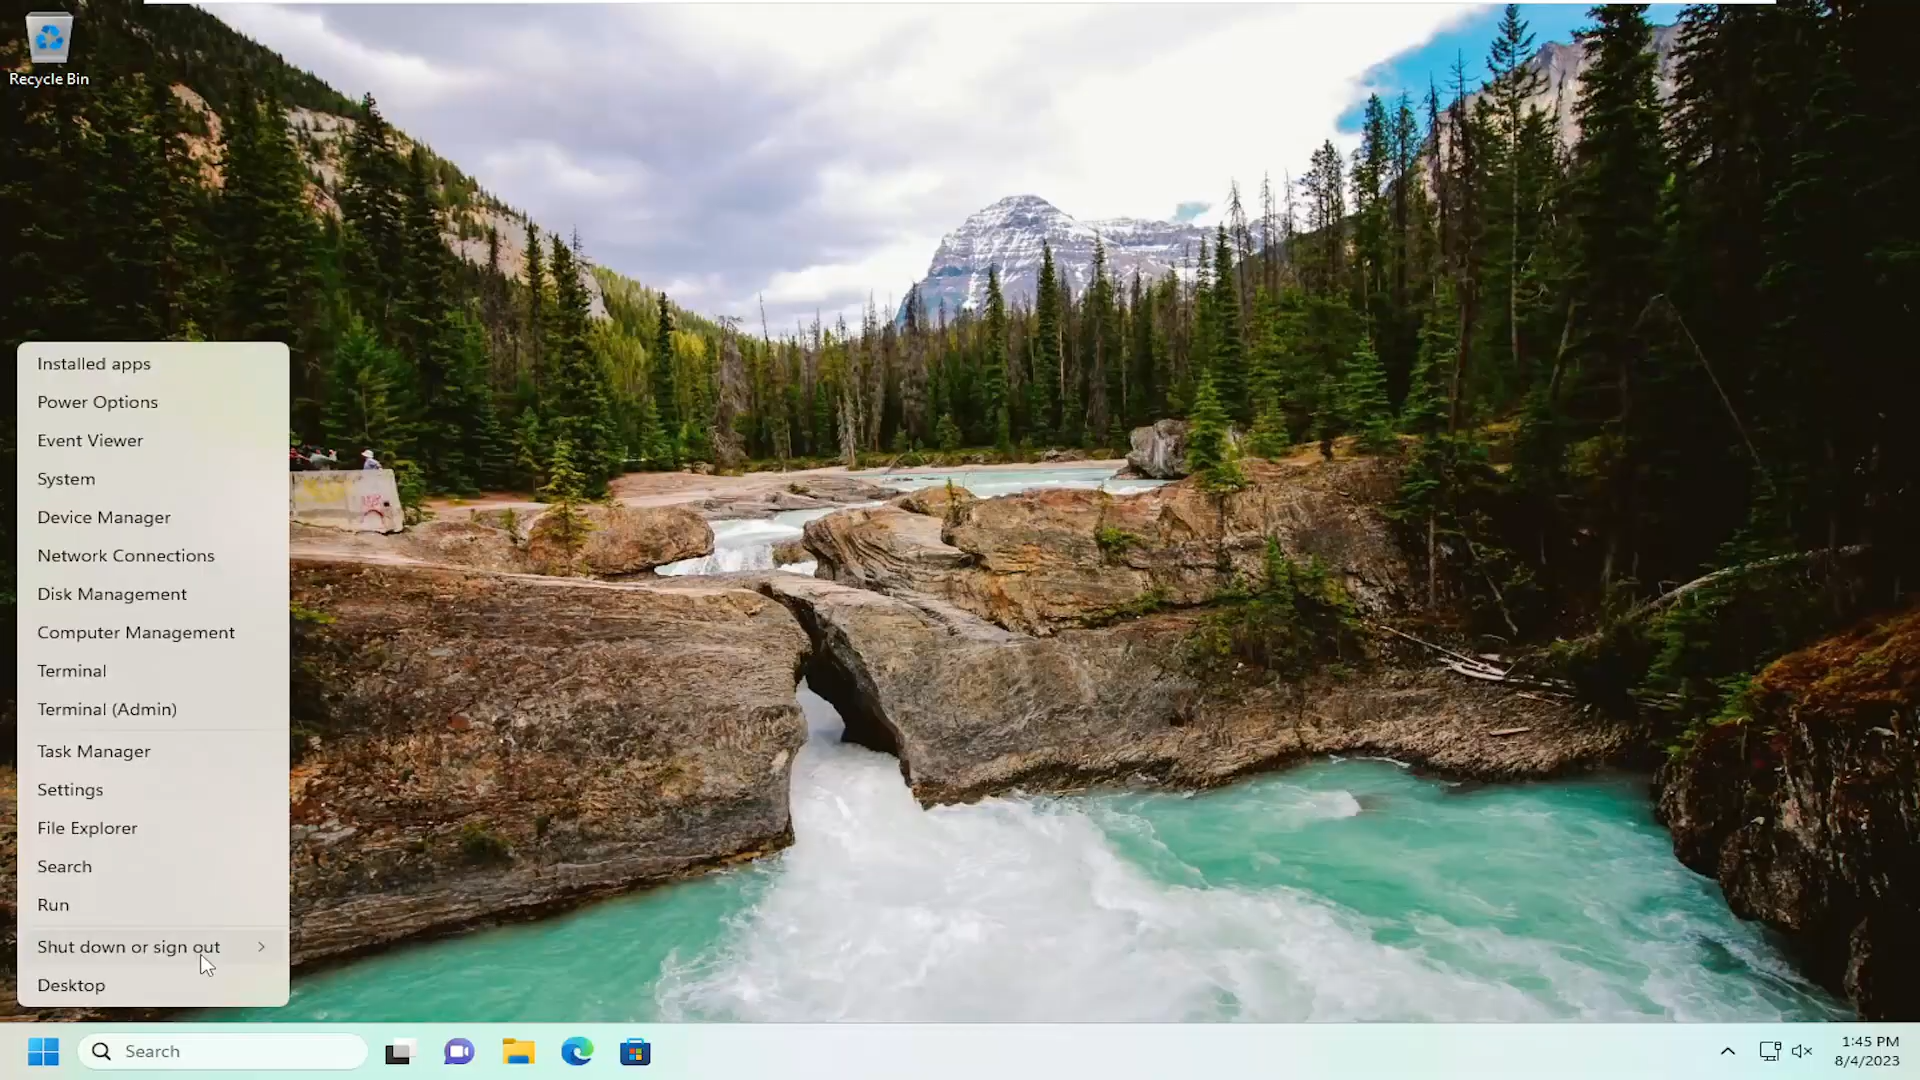 Recycle Bin
Installed apps
Power Options
Event Viewer
System
Device Manager
Network Connections
Disk Management
Computer Management
Terminal
Terminal (Admin)
Task Manager
Settings
File Explorer
Search
Run
Shut down or sign out
Desktop
Search
1:45 PM
8/4/2023